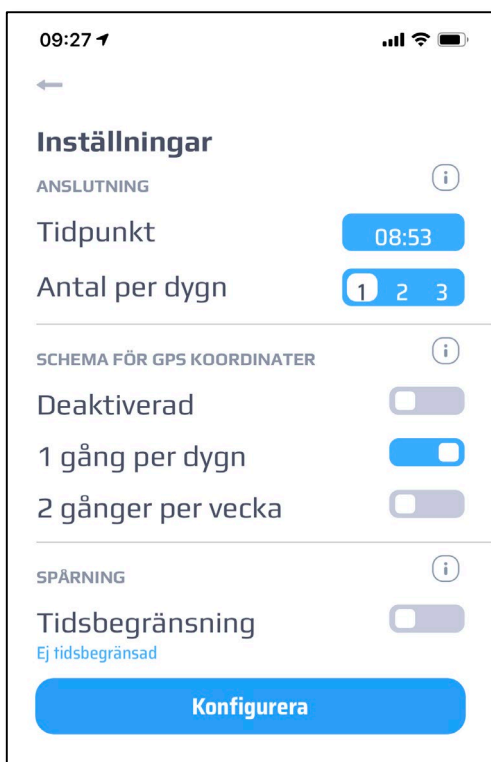 09:27
Inställningar
ANSLUTNING
Tidpunkt 08:53
Antal per dygn 1 2 3
SCHEMA FÖR GPS KOORDINATER
Deaktiverad
1 gång per dygn
2 gånger per vecka
SPÅRNING
Tidsbegränsning
Ej tidsbegränsad
Konfigurera